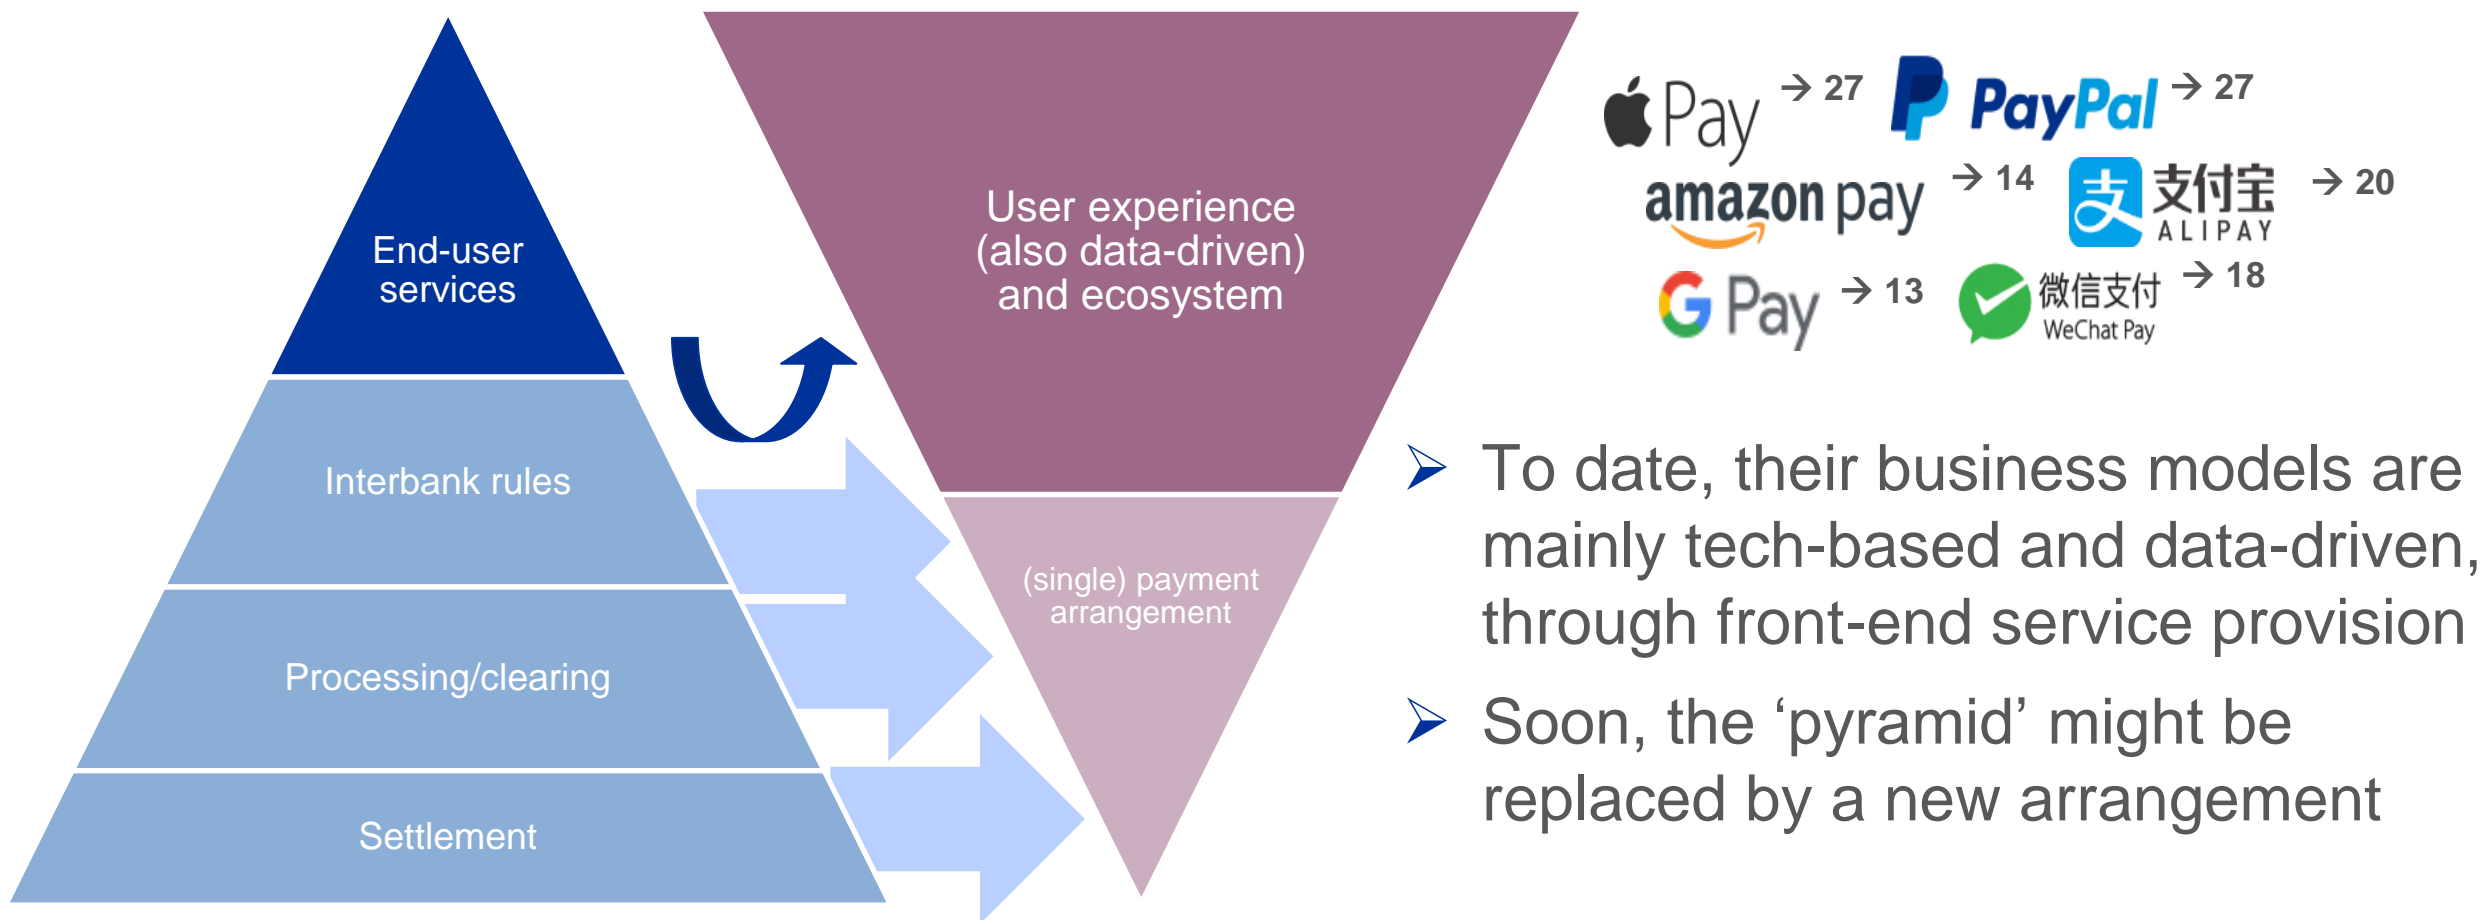 End-user
services
Interbank rules
Processing/clearing
Settlement
User experience
(also data-driven)
and ecosystem
(single) payment
arrangement
Pay → 27
PayPal → 27
amazon pay → 14
支 支付宝 → 20
ALIPAY
G Pay → 13
微信支付 → 18
WeChat Pay
➢ To date, their business models are
mainly tech-based and data-driven,
through front-end service provision
➢ Soon, the ‘pyramid’ might be
replaced by a new arrangement